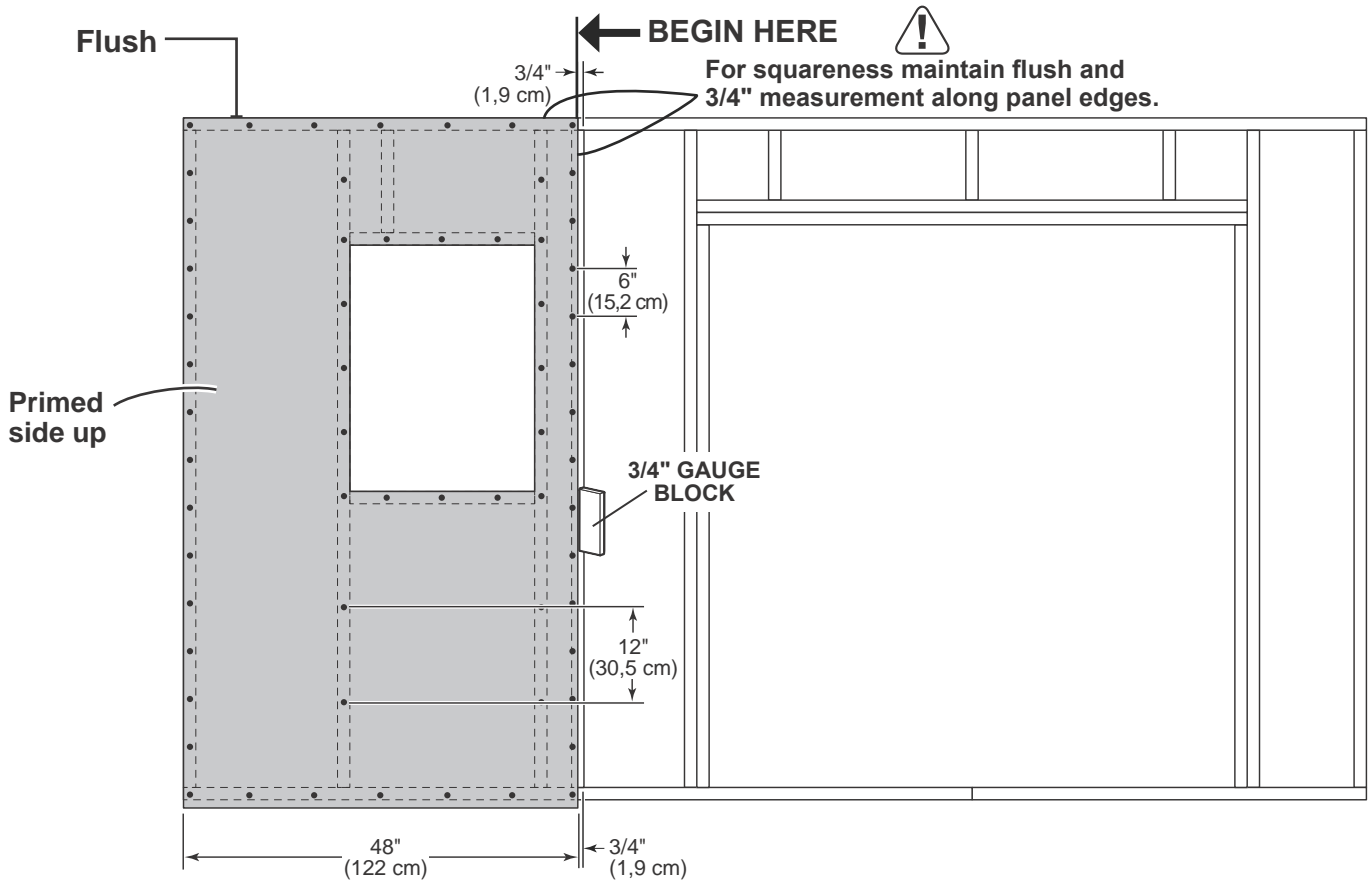 Flush
BEGIN HERE
!
3/4"
(1,9 cm)
For squareness maintain flush and
3/4" measurement along panel edges.
6"
(15,2 cm)
Primed
side up
3/4" GAUGE
BLOCK
12"
(30,5 cm)
48"
(122 cm)
3/4"
(1,9 cm)